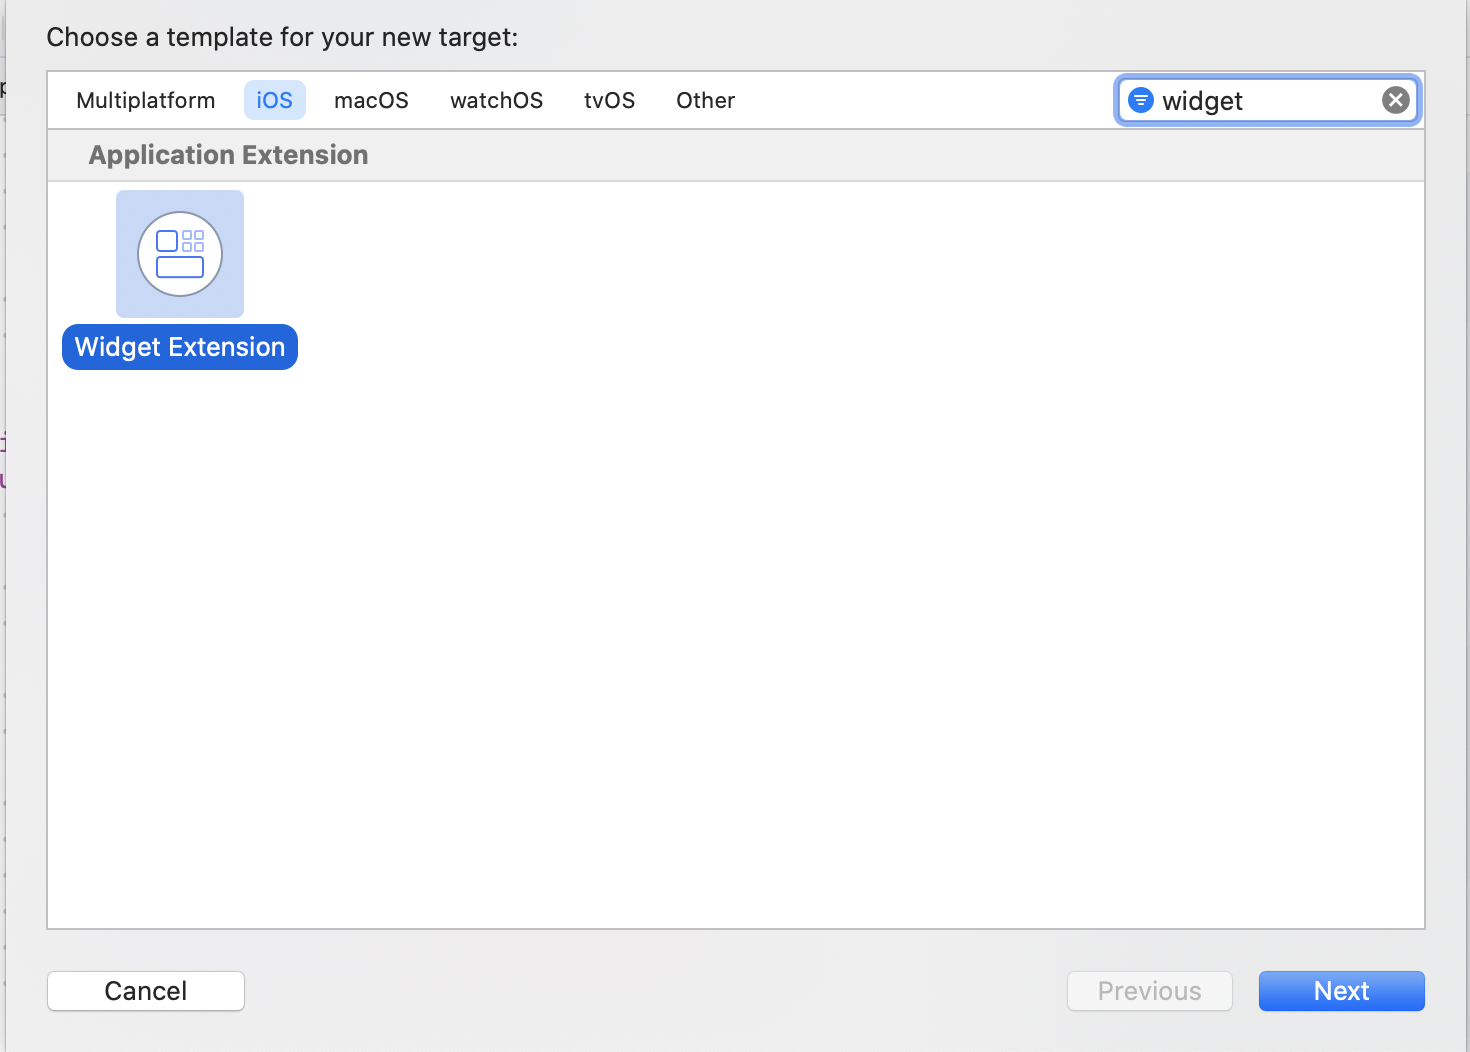 Choose a template for your new target:
Multiplatform iOS macOS watchOS tvOS Other widget
Application Extension
Widget Extension
Cancel Previous Next